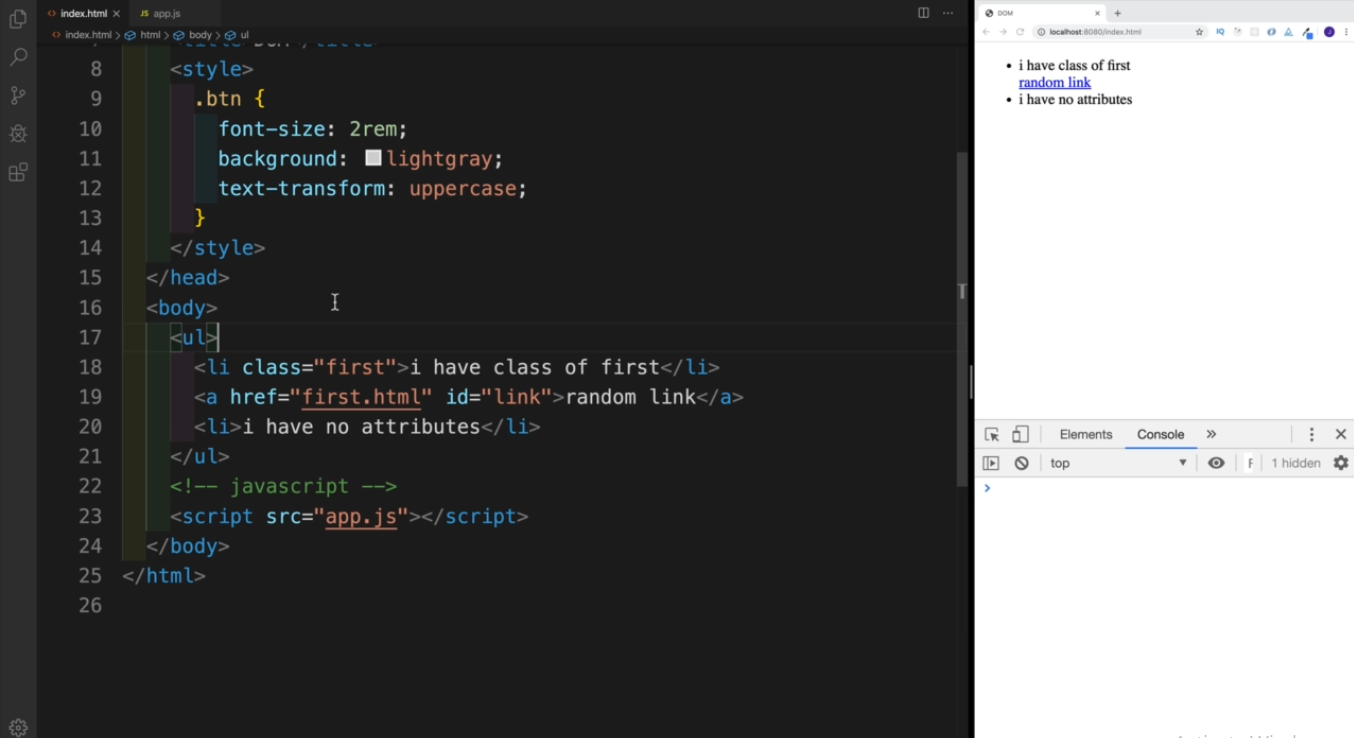 index.html
JS app.js
index.html > html > body > ul
8 <style>
9 .btn {
10 font-size: 2rem;
11 background: lightgray;
12 text-transform: uppercase;
13 }
14 </style>
15 </head>
16 <body>
17 <ul>
18 <li class="first">i have class of first</li>
19 <a href="first.html" id="link">random link</a>
20 <li>i have no attributes</li>
21 </ul>
22 <!-- javascript -->
23 <script src="app.js"></script>
24 </body>
25 </html>
26
DOM
localhost:8080/index.html
• i have class of first
random link
• i have no attributes
Elements Console
top 1 hidden